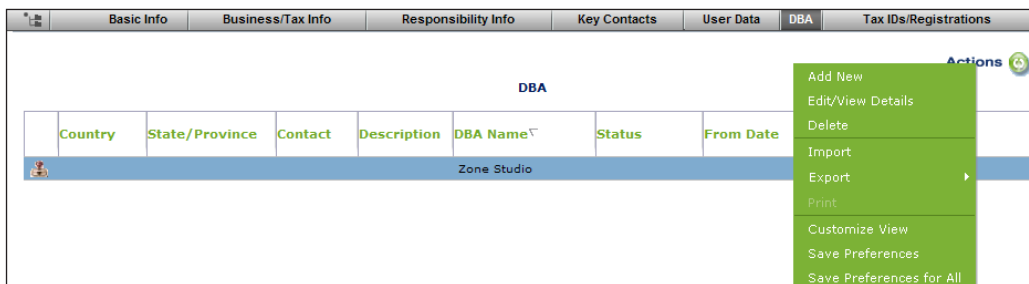 Basic Info Business/Tax Info Responsibility Info Key Contacts User Data DBA Tax IDs/Registrations
Actions
DBA
Country State/Province Contact Description DBA Name Status From Date
Zone Studio
Add New
Edit/View Details
Delete
Import
Export
Print
Customize View
Save Preferences
Save Preferences for All